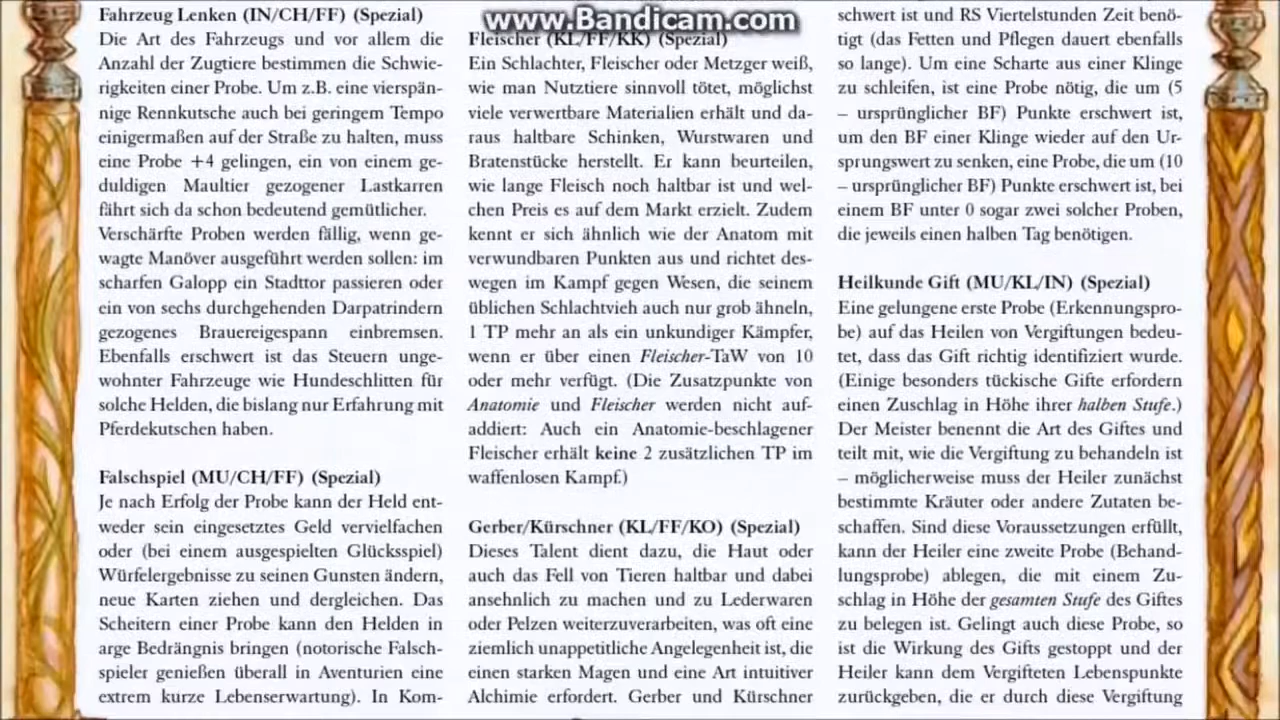 www.Bandicam.com
Fahrzeug Lenken (IN/CH/FF) (Spezial)
Die Art des Fahrzeugs und vor allem die
Anzahl der Zugtiere bestimmen die Schwie-
rigkeiten einer Probe. Um z.B. eine vierspän-
nige Rennkutsche auch bei geringem Tempo
einigermaßen auf der Straße zu halten, muss
eine Probe +4 gelingen, ein von einem ge-
duldigen Maultier gezogener Lastkarren
fährt sich da schon bedeutend gemütlicher.
Verschärfte Proben werden fällig, wenn ge-
wagte Manöver ausgeführt werden sollen: im
scharfen Galopp ein Stadttor passieren oder
ein von sechs durchgehenden Darpatrindern
gezogenes Brauereigespann einbremsen.
Ebenfalls erschwert ist das Steuern unge-
wohnter Fahrzeuge wie Hundeschlitten für
solche Helden, die bislang nur Erfahrung mit
Pferdekutschen haben.
Falschspiel (MU/CH/FF) (Spezial)
Je nach Erfolg der Probe kann der Held ent-
weder sein eingesetztes Geld vervielfachen
oder (bei einem ausgespielten Glücksspiel)
Würfelergebnisse zu seinen Gunsten ändern,
neue Karten ziehen und dergleichen. Das
Scheitern einer Probe kann den Helden in
arge Bedrängnis bringen (notorische Falsch-
spieler genießen überall in Aventurien eine
extrem kurze Lebenserwartung). In Kom-
Fleischer (KL/FF/KK) (Spezial)
Ein Schlachter, Fleischer oder Metzger weiß,
wie man Nutztiere sinnvoll tötet, möglichst
viele verwertbare Materialien erhält und da-
raus haltbare Schinken, Wurstwaren und
Bratenstücke herstellt. Er kann beurteilen,
wie lange Fleisch noch haltbar ist und wel-
chen Preis es auf dem Markt erzielt. Zudem
kennt er sich ähnlich wie der Anatom mit
verwundbaren Punkten aus und richtet des-
wegen im Kampf gegen Wesen, die seinem
üblichen Schlachtvieh auch nur grob ähneln,
1 TP mehr an als ein unkundiger Kämpfer,
wenn er über einen Fleischer-TaW von 10
oder mehr verfügt. (Die Zusatzpunkte von
Anatomie und Fleischer werden nicht auf-
addiert: Auch ein Anatomie-beschlagener
Fleischer erhält keine 2 zusätzlichen TP im
waffenlosen Kampf.)
Gerber/Kürschner (KL/FF/KO) (Spezial)
Dieses Talent dient dazu, die Haut oder
auch das Fell von Tieren haltbar und dabei
ansehnlich zu machen und zu Lederwaren
oder Pelzen weiterzuverarbeiten, was oft eine
ziemlich unappetitliche Angelegenheit ist, die
einen starken Magen und eine Art intuitiver
Alchimie erfordert. Gerber und Kürschner
schwert ist und RS Viertelstunden Zeit benö-
tigt (das Fetten und Pflegen dauert ebenfalls
so lange). Um eine Scharte aus einer Klinge
zu schleifen, ist eine Probe nötig, die um (5
– ursprünglicher BF) Punkte erschwert ist,
um den BF einer Klinge wieder auf den Ur-
sprungswert zu senken, eine Probe, die um (10
– ursprünglicher BF) Punkte erschwert ist, bei
einem BF unter 0 sogar zwei solcher Proben,
die jeweils einen halben Tag benötigen.
Heilkunde Gift (MU/KL/IN) (Spezial)
Eine gelungene erste Probe (Erkennungspro-
be) auf das Heilen von Vergiftungen bedeu-
tet, dass das Gift richtig identifiziert wurde.
(Einige besonders tückische Gifte erfordern
einen Zuschlag in Höhe ihrer halben Stufe.)
Der Meister benennt die Art des Giftes und
teilt mit, wie die Vergiftung zu behandeln ist
– möglicherweise muss der Heiler zunächst
bestimmte Kräuter oder andere Zutaten be-
schaffen. Sind diese Voraussetzungen erfüllt,
kann der Heiler eine zweite Probe (Behand-
lungsprobe) ablegen, die mit einem Zu-
schlag in Höhe der gesamten Stufe des Giftes
zu belegen ist. Gelingt auch diese Probe, so
ist die Wirkung des Gifts gestoppt und der
Heiler kann dem Vergifteten Lebenspunkte
zurückgeben, die er durch diese Vergiftung